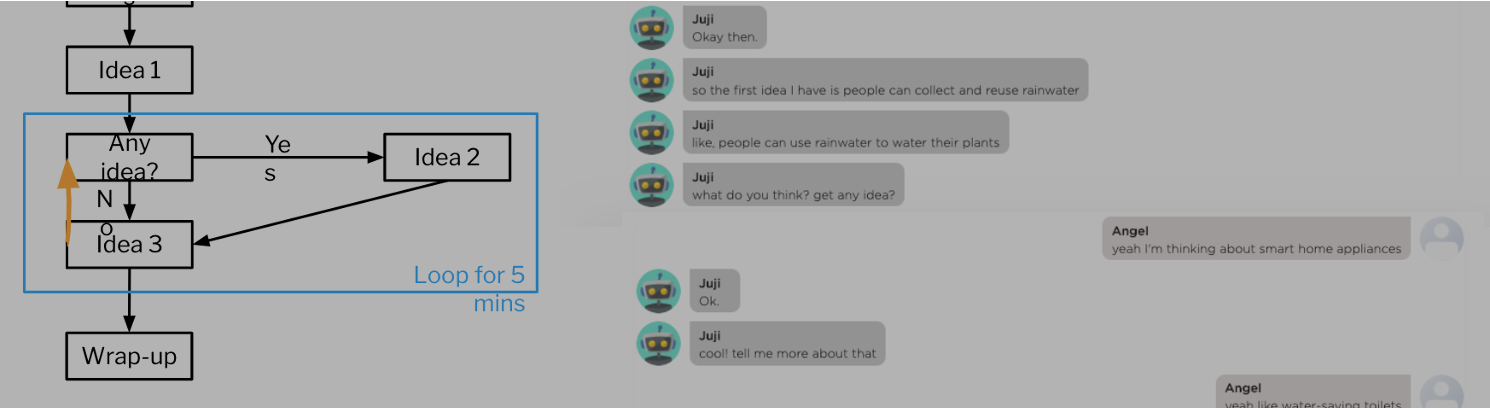 Idea 1
Any
idea?
Ye
s
Idea 2
N
o
Idea 3
Loop for 5
mins
Wrap-up
Juji
Okay then.
Juji
so the first idea I have is people can collect and reuse rainwater
Juji
like, people can use rainwater to water their plants
Juji
what do you think? get any idea?
Angel
yeah I'm thinking about smart home appliances
Juji
Ok.
Juji
cool! tell me more about that
Angel
yeah like water-saving toilets